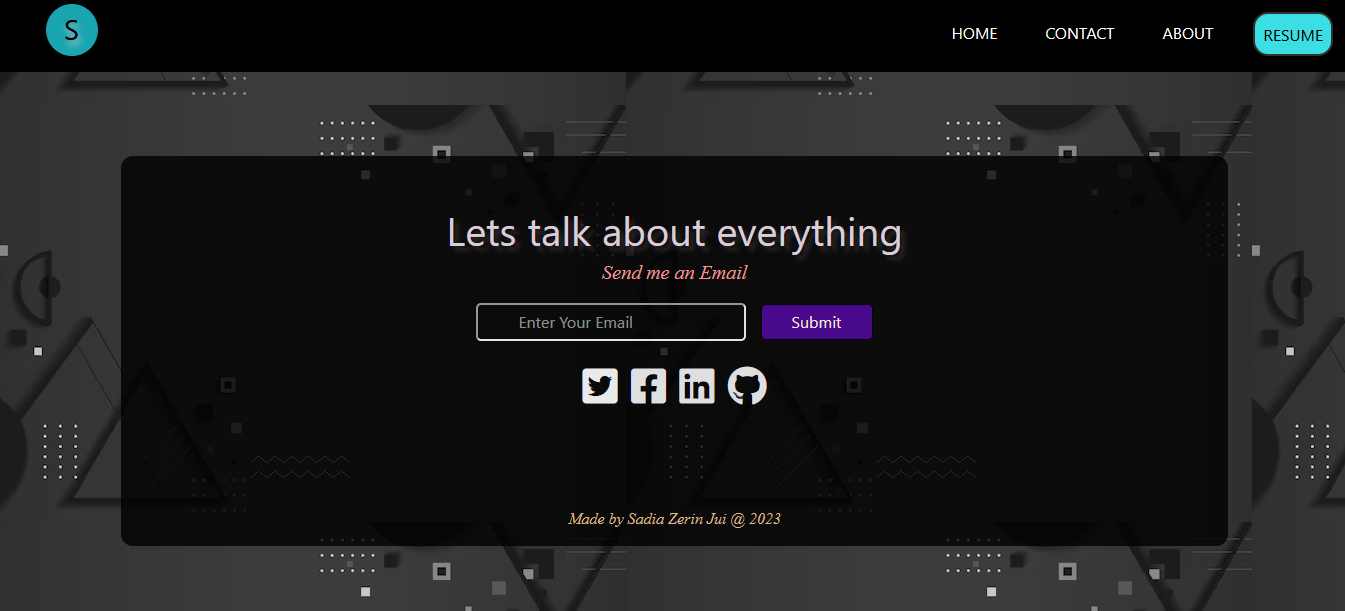 S
HOME CONTACT ABOUT RESUME
Lets talk about everything
Send me an Email
Enter Your Email Submit
in
Made by Sadia Zerin Jui @ 2023